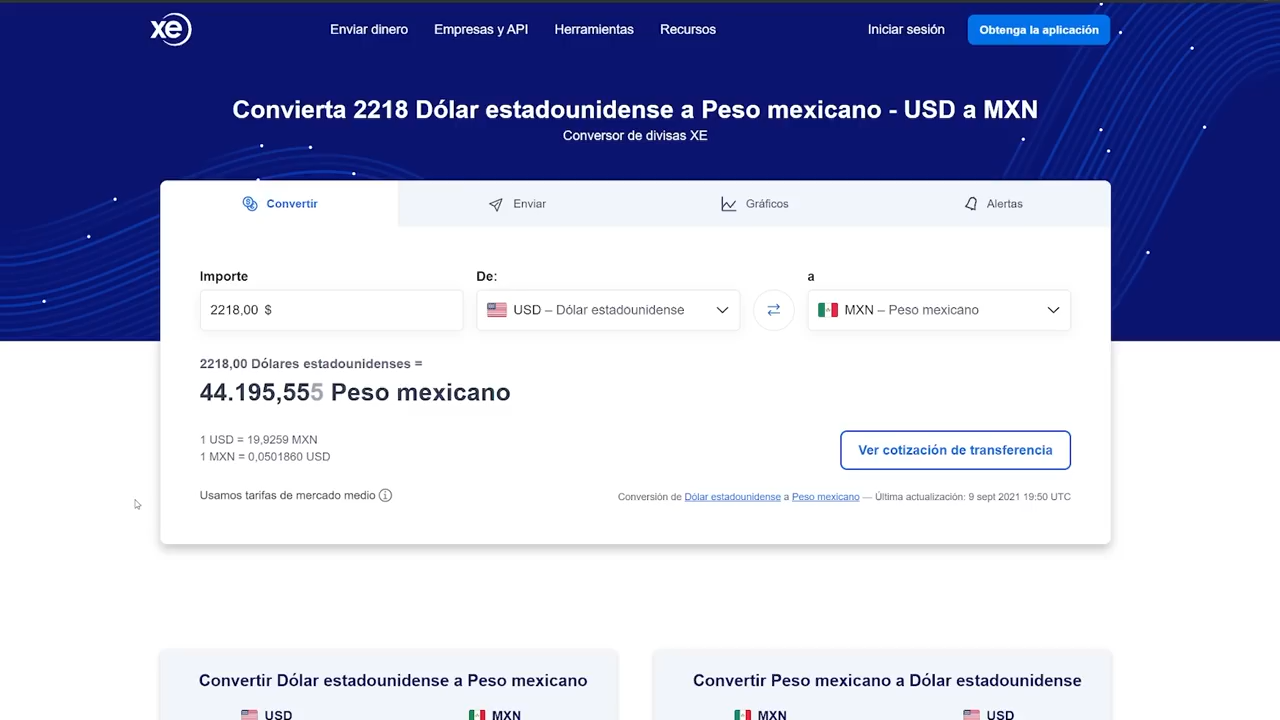 xe
Enviar dinero Empresas y API Herramientas Recursos Iniciar sesión Obtenga la aplicación
Convierta 2218 Dólar estadounidense a Peso mexicano - USD a MXN
Conversor de divisas XE
Convertir Enviar Gráficos Alertas
Importe De: a
2218,00 $ USD – Dólar estadounidense MXN – Peso mexicano
2218,00 Dólares estadounidenses =
44.195,555 Peso mexicano
1 USD = 19,9259 MXN
1 MXN = 0,0501860 USD
Ver cotización de transferencia
Usamos tarifas de mercado medio
Conversión de Dólar estadounidense a Peso mexicano — Última actualización: 9 sept 2021 19:50 UTC
Convertir Dólar estadounidense a Peso mexicano Convertir Peso mexicano a Dólar estadounidense
USD MXN MXN USD